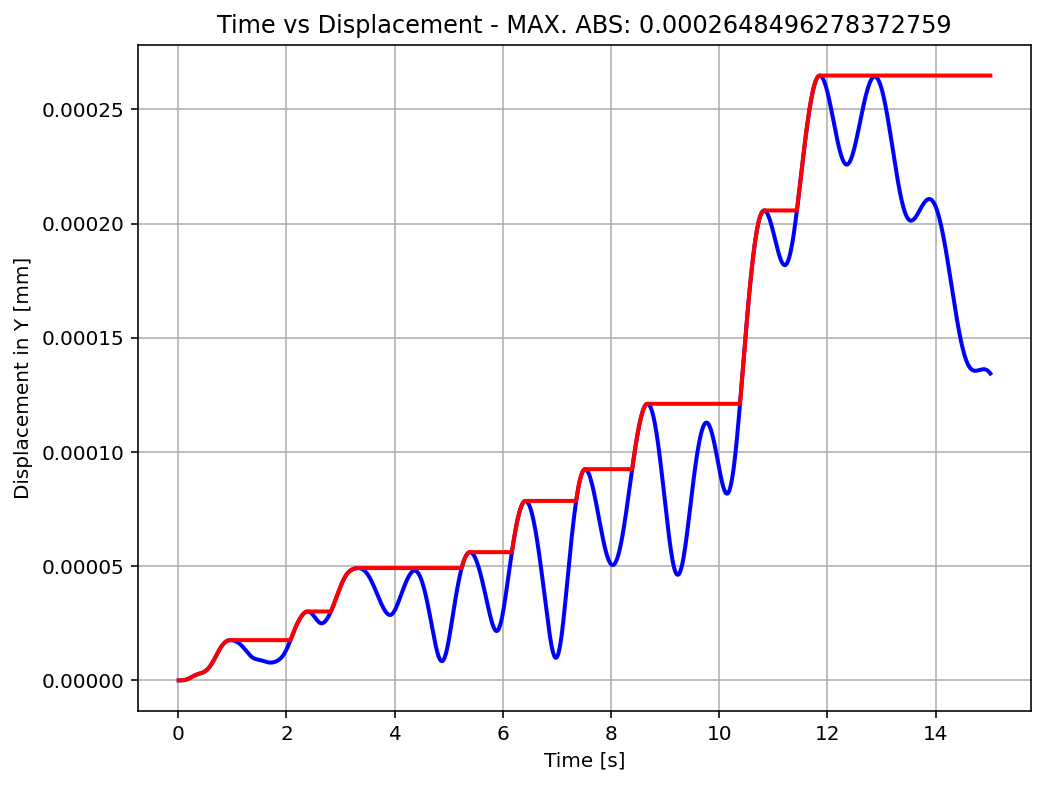 Time vs Displacement - MAX. ABS: 0.0002648496278372759
Displacement in Y [mm]
0.00025
0.00020
0.00015
0.00010
0.00005
0.00000
0 2 4 6 8 10 12 14
Time [s]